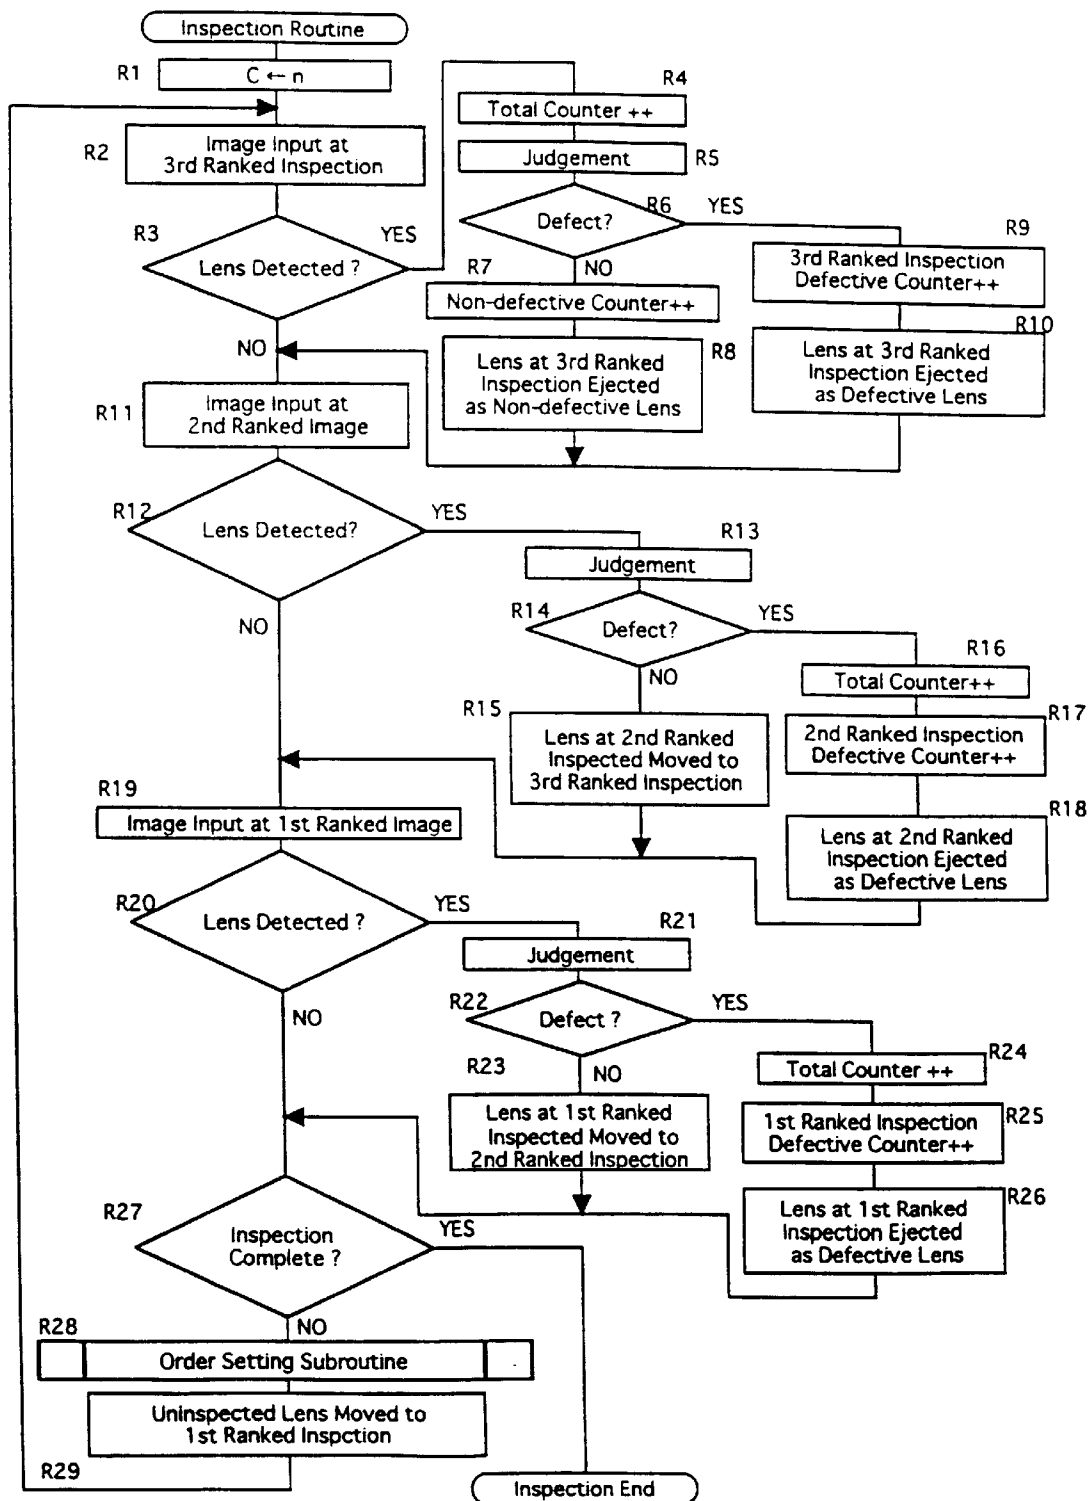 Inspection Routine
R1
C ← n
R2
Image Input at
3rd Ranked Inspection
R3
Lens Detected ?
YES
NO
R4
Total Counter ++
Judgement
R5
Defect?
R6
YES
R7
NO
Non-defective Counter++
Lens at 3rd Ranked
Inspection Ejected
as Non-defective Lens
R8
R9
3rd Ranked Inspection
Defective Counter++
R10
Lens at 3rd Ranked
Inspection Ejected
as Defective Lens
R11
Image Input at
2nd Ranked Image
R12
Lens Detected?
YES
NO
R13
Judgement
R14
Defect?
YES
NO
R15
Lens at 2nd Ranked
Inspected Moved to
3rd Ranked Inspection
R16
Total Counter++
R17
2nd Ranked Inspection
Defective Counter++
R18
Lens at 2nd Ranked
Inspection Ejected
as Defective Lens
R19
Image Input at 1st Ranked Image
R20
Lens Detected ?
YES
NO
R21
Judgement
R22
Defect ?
YES
R23
NO
Lens at 1st Ranked
Inspected Moved to
2nd Ranked Inspection
R24
Total Counter ++
1st Ranked Inspection
Defective Counter++
R25
Lens at 1st Ranked
Inspection Ejected
as Defective Lens
R26
R27
Inspection
Complete ?
YES
NO
R28
Order Setting Subroutine
Uninspected Lens Moved to
1st Ranked Inspction
R29
Inspection End